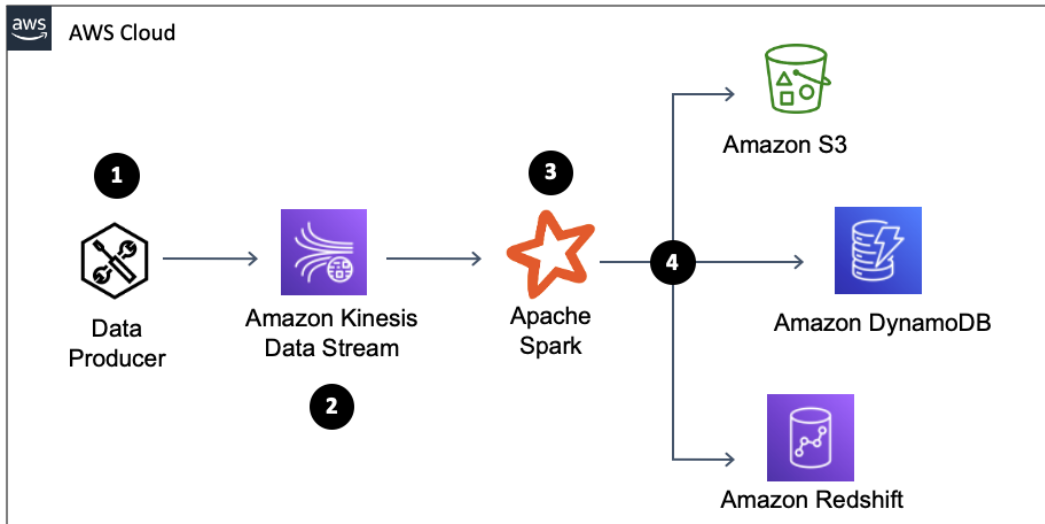 aws
AWS Cloud
1
Data
Producer
Amazon Kinesis
Data Stream
2
3
Apache
Spark
4
Amazon S3
Amazon DynamoDB
Amazon Redshift